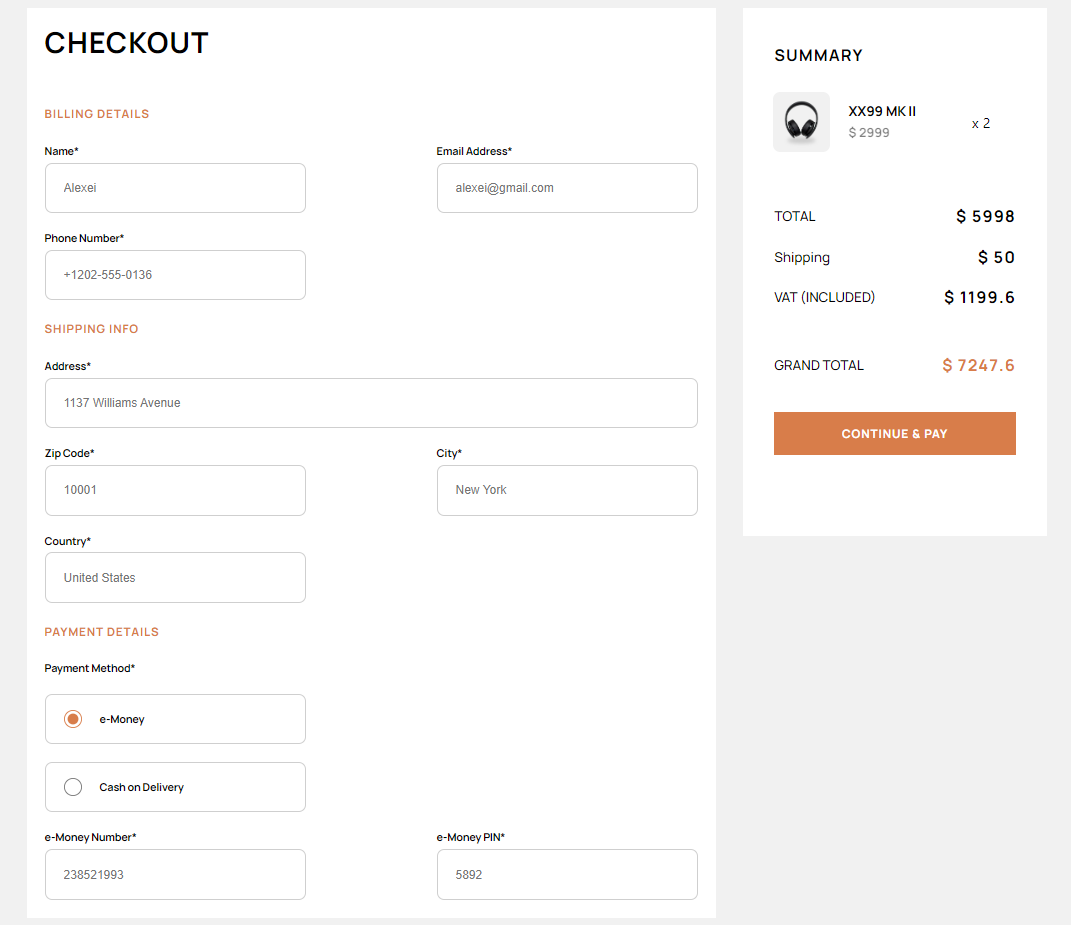 CHECKOUT
BILLING DETAILS
Name* Email Address*
Alexei alexei@gmail.com
Phone Number*
+1202-555-0136
SHIPPING INFO
Address*
1137 Williams Avenue
Zip Code* City*
10001 New York
Country*
United States
PAYMENT DETAILS
Payment Method*
e-Money
Cash on Delivery
e-Money Number* e-Money PIN*
238521993 5892
SUMMARY
XX99 MK II
$ 2999
x 2
TOTAL $ 5998
Shipping $ 50
VAT (INCLUDED) $ 1199.6
GRAND TOTAL $ 7247.6
CONTINUE & PAY